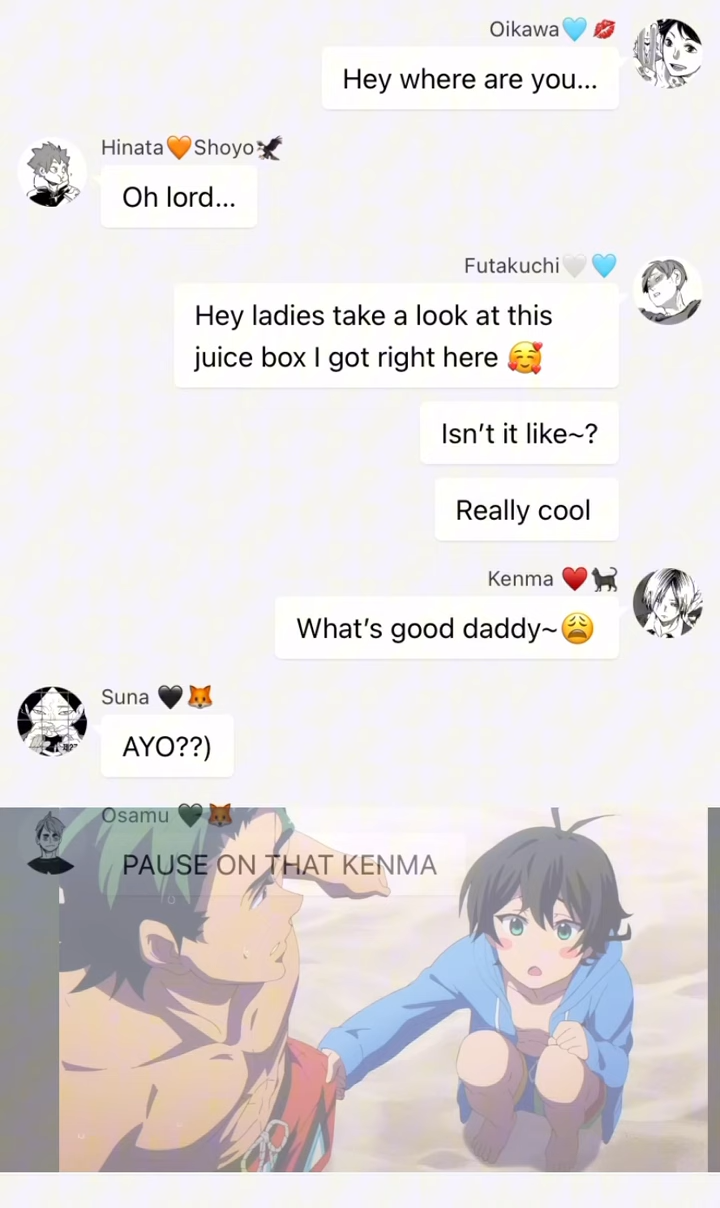 Oikawa🩵💋
Hey where are you...
Hinata🧡Shoyo🐦‍⬛
Oh lord...
Futakuchi🤍🩵
Hey ladies take a look at this
juice box I got right here 🥰
Isn't it like~?
Really cool
Kenma ❤️🐈‍⬛
What's good daddy~😩
Suna 🖤🦊
AYO??)
Osamu 🖤🦊
PAUSE ON THAT KENMA